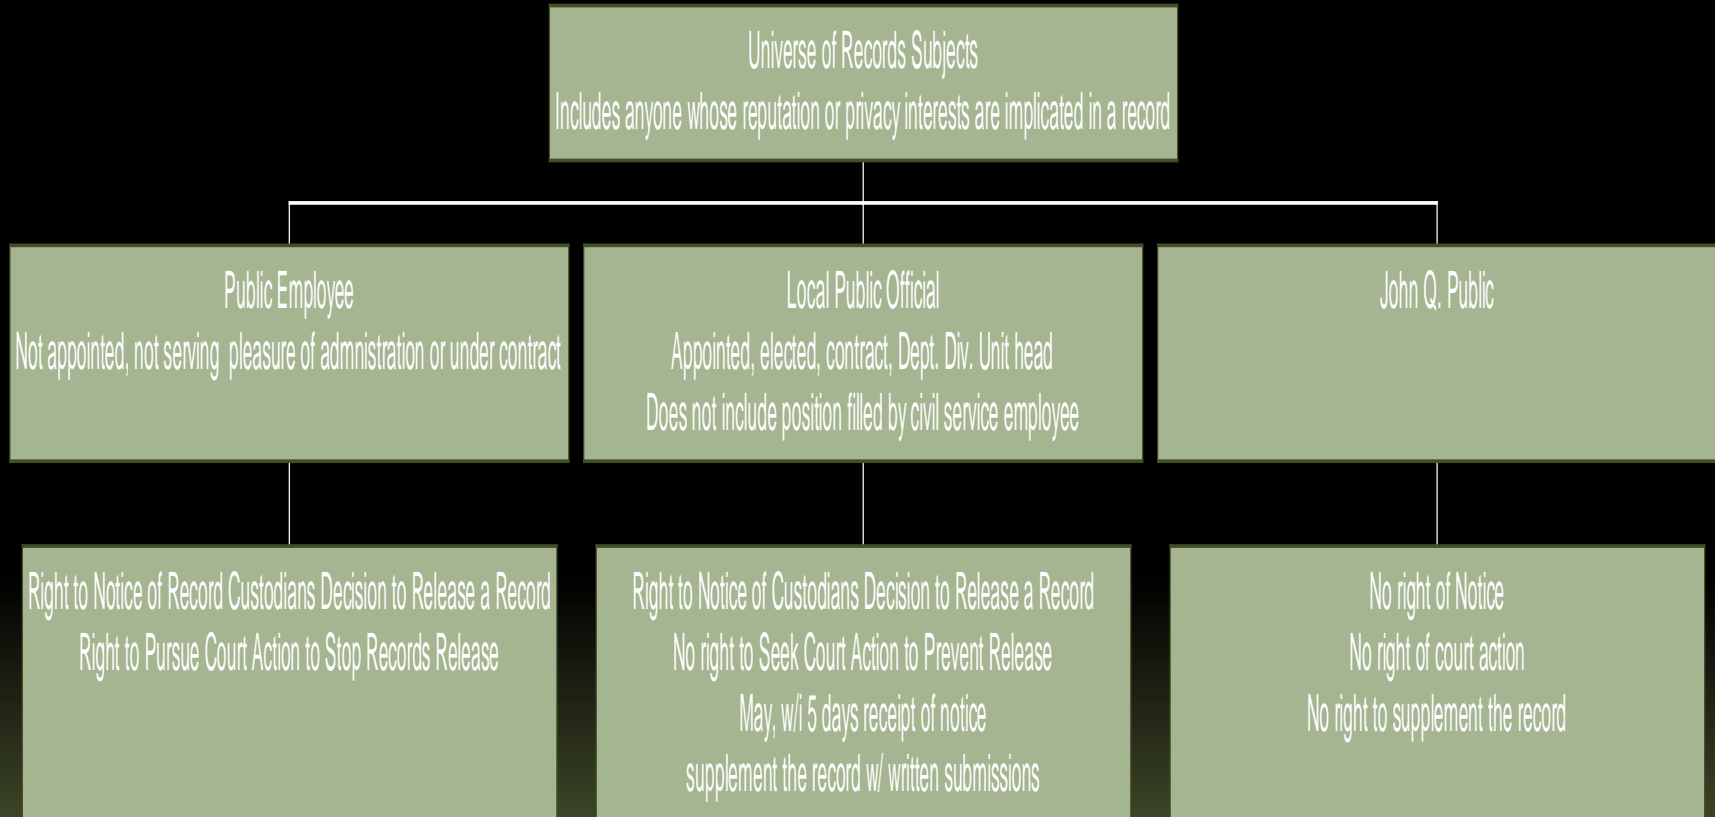 Universe of Records Subjects
Includes anyone whose reputation or privacy interests are implicated in a record
Public Employee
Not appointed, not serving  pleasure of admnistration or under contract
Local Public Official
Appointed, elected, contract, Dept. Div. Unit head
Does not include position filled by civil service employee
John Q. Public
Right to Notice of Record Custodians Decision to Release a Record
Right to Pursue Court Action to Stop Records Release
Right to Notice of Custodians Decision to Release a Record
No right to Seek Court Action to Prevent Release
May, w/i 5 days receipt of notice
supplement the record w/ written submissions
No right of Notice
No right of court action
No right to supplement the record